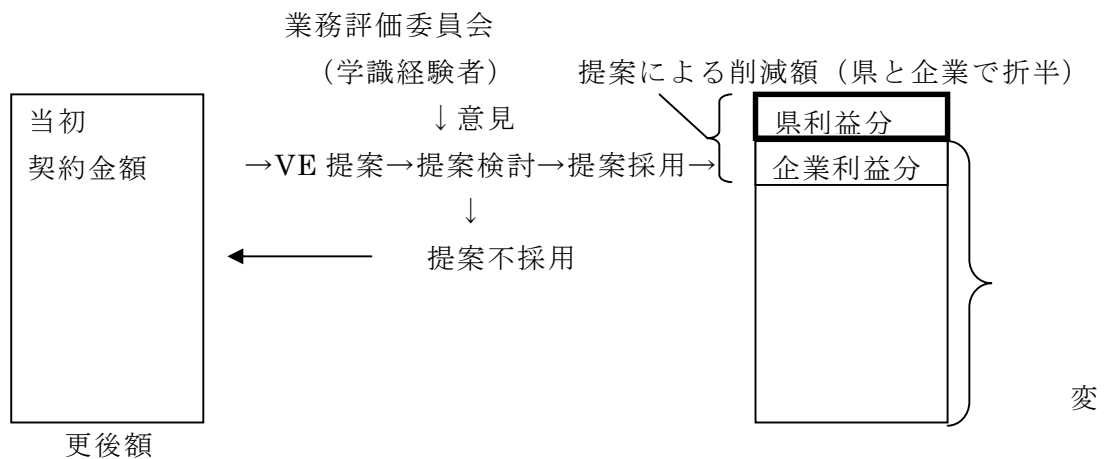 業務評価委員会
(学識経験者)
提案による削減額(県と企業で折半)
当初
↓意見
県利益分
契約金額
→VE 提案→提案検討→提案採用→
企業利益分
↓
提案不採用
変
更後額